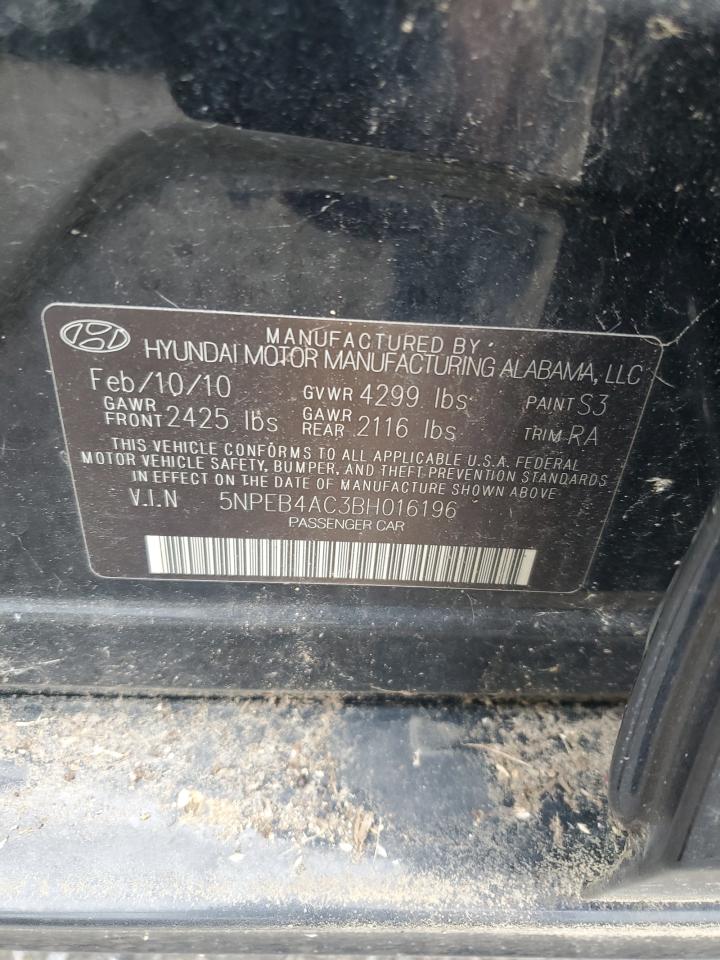 MANUFACTURED BY:
HYUNDAI MOTOR MANUFACTURING ALABAMA, LLC
Feb/10/10 GVWR 4299 lbs PAINT S3
GAWR FRONT 2425 lbs GAWR REAR 2116 lbs TRIM RA
THIS VEHICLE CONFORMS TO ALL APPLICABLE U.S.A. FEDERAL
MOTOR VEHICLE SAFETY, BUMPER, AND THEFT PREVENTION STANDARDS
IN EFFECT ON THE DATE OF MANUFACTURE SHOWN ABOVE
V.I.N 5NPEB4AC3BH016196
PASSENGER CAR